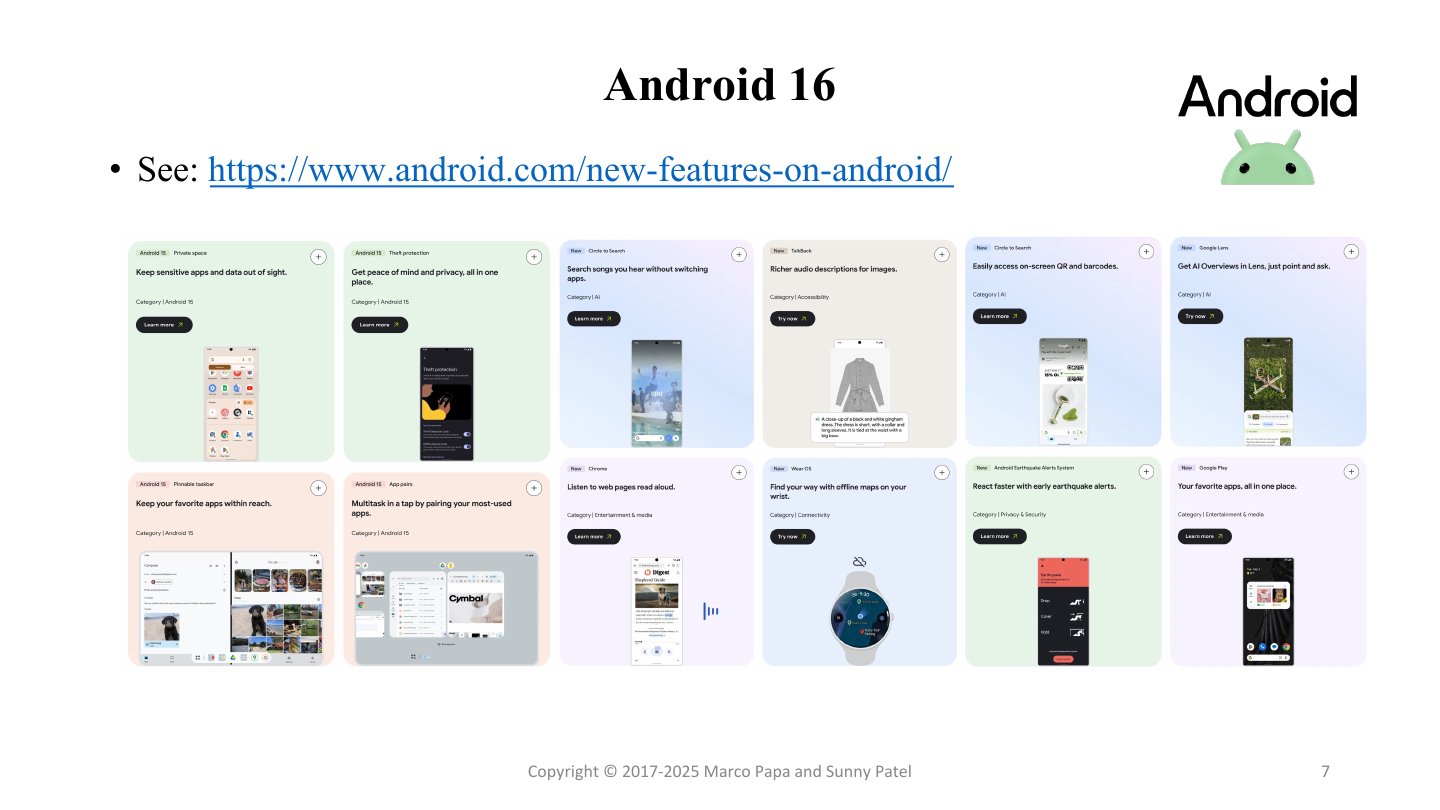 Android 16
Android
• See: https://www.android.com/new-features-on-android/
Android 15 Private space
Keep sensitive apps and data out of sight.
Category | Android 15
Learn more
Android 15 Theft protection
Get peace of mind and privacy, all in one
place.
Category | Android 15
Learn more
Theft protection
New Circle to Search
Search songs you hear without switching
apps.
Category | AI
Learn more
New TalkBack
Richer audio descriptions for images.
Category | Accessibility
Try now
A close-up of a black and white gingham
dress. The dress is short, with a collar and
long sleeves. It is tied at the waist with a
big bow.
New Circle to Search
Easily access on-screen QR and barcodes.
Category | AI
Learn more
New Google Lens
Get AI Overviews in Lens, just point and ask.
Category | AI
Try now
Android 15 Pinnable taskbar
Keep your favorite apps within reach.
Category | Android 15
Android 15 App pairs
Multitask in a tap by pairing your most-used
apps.
Category | Android 15
Cymbal
New Chrome
Listen to web pages read aloud.
Category | Entertainment & media
Learn more
Digest
Shepherd Guide
New Wear OS
Find your way with offline maps on your
wrist.
Category | Connectivity
Try now
New Android Earthquake Alerts System
React faster with early earthquake alerts.
Category | Privacy & Security
Learn more
Earthquake
Drop
Cover
New Google Play
Your favorite apps, all in one place.
Category | Entertainment & media
Learn more
Copyright © 2017-2025 Marco Papa and Sunny Patel
7